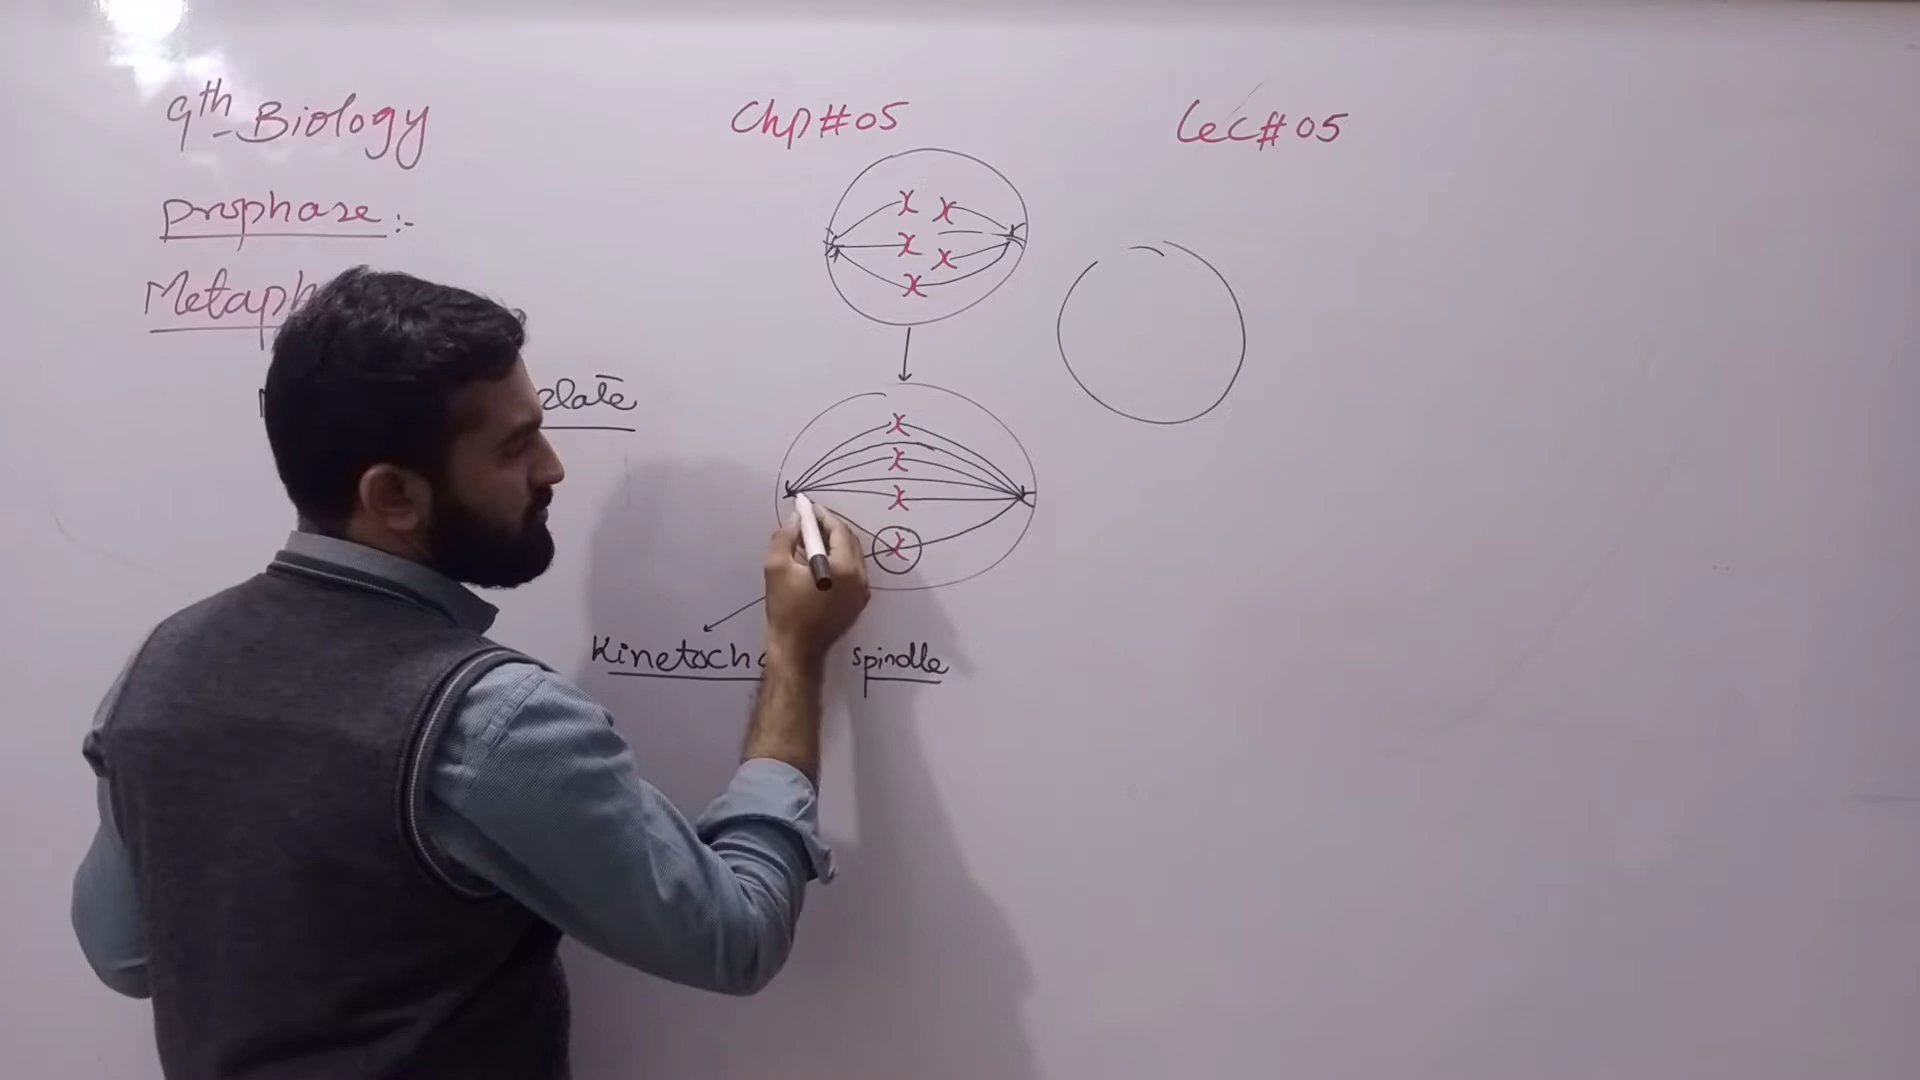 9th-Biology
Chp#05
Lec#05
Prophase:-
Metaph
plate
Kinetoch
spindle